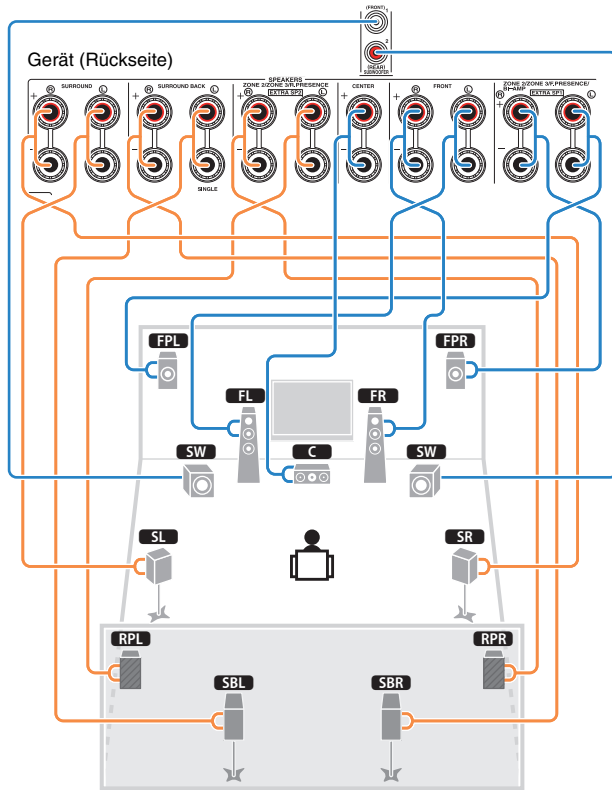 (FRONT) 1
2
(REAR)
SUBWOOFER
Gerät (Rückseite)
SPEAKERS
SURROUND
R L
SURROUND BACK
R L
SINGLE
ZONE 2/ZONE 3/R.PRESENCE
R EXTRA SP2 L
CENTER
FRONT
R L
ZONE 2/ZONE 3/F.PRESENCE/
BI-AMP
R EXTRA SP1 L
+ + + + + +
- - - - - -
FPL FPR
FL FR
SW C SW
SL SR
RPL RPR
SBL SBR